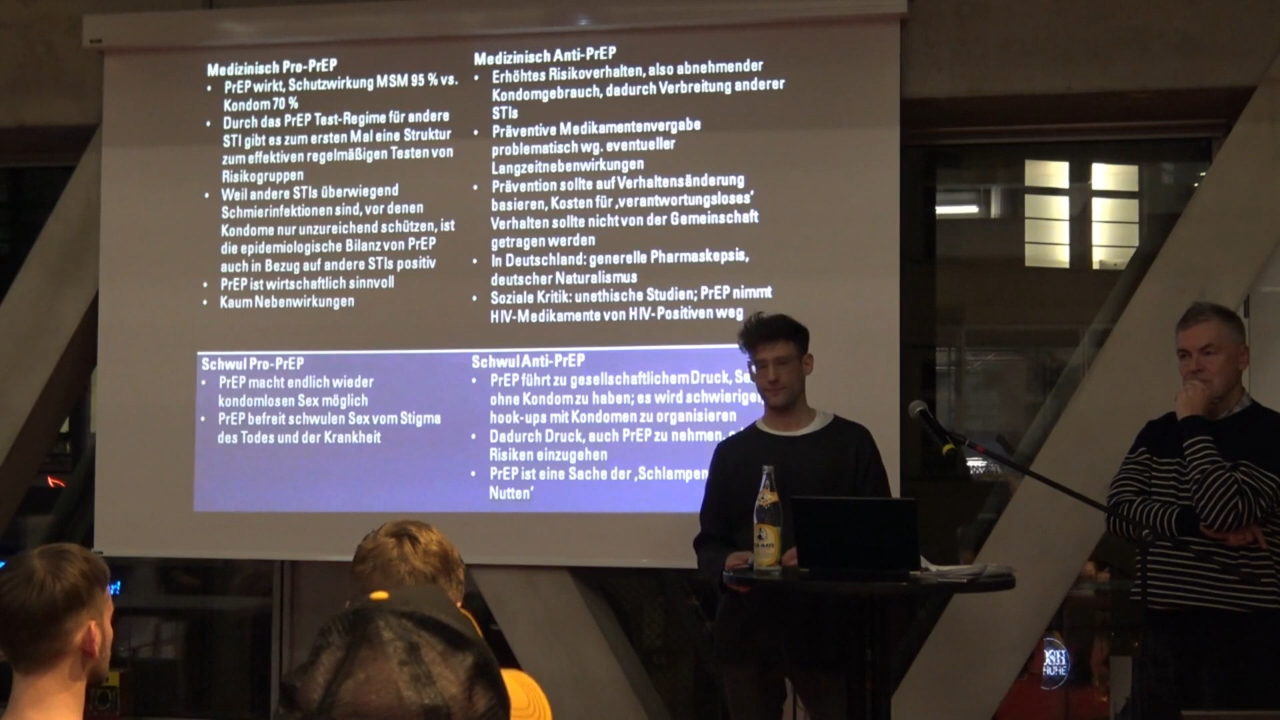 Medizinisch Pro-PrEP
• PrEP wirkt, Schutzwirkung MSM 95 % vs.
Kondom 70 %
• Durch das PrEP Test-Regime für andere
STI gibt es zum ersten Mal eine Struktur
zum effektiven regelmäßigen Testen von
Risikogruppen
• Weil andere STIs überwiegend
Schmierinfektionen sind, vor denen
Kondome nur unzureichend schützen, ist
die epidemiologische Bilanz von PrEP
auch in Bezug auf andere STIs positiv
• PrEP ist wirtschaftlich sinnvoll
• Kaum Nebenwirkungen
Medizinisch Anti-PrEP
• Erhöhtes Risikoverhalten, also abnehmender
Kondomgebrauch, dadurch Verbreitung anderer
STIs
• Präventive Medikamentenvergabe
problematisch wg. eventueller
Langzeitnebenwirkungen
• Prävention sollte auf Verhaltensänderung
basieren, Kosten für ‚verantwortungsloses‘
Verhalten sollte nicht von der Gemeinschaft
getragen werden
• In Deutschland: generelle Pharmaskepsis,
deutscher Naturalismus
• Soziale Kritik: unethische Studien; PrEP nimmt
HIV-Medikamente von HIV-Positiven weg
Schwul Pro-PrEP
• PrEP macht endlich wieder
kondomlosen Sex möglich
• PrEP befreit schwulen Sex vom Stigma
des Todes und der Krankheit
Schwul Anti-PrEP
• PrEP führt zu gesellschaftlichem Druck,
ohne Kondom zu haben; es wird schwieriger,
hook-ups mit Kondomen zu organisieren
• Dadurch Druck, auch PrEP zu nehmen,
Risiken einzugehen
• PrEP ist eine Sache der ‚Schlampen
Nutten‘